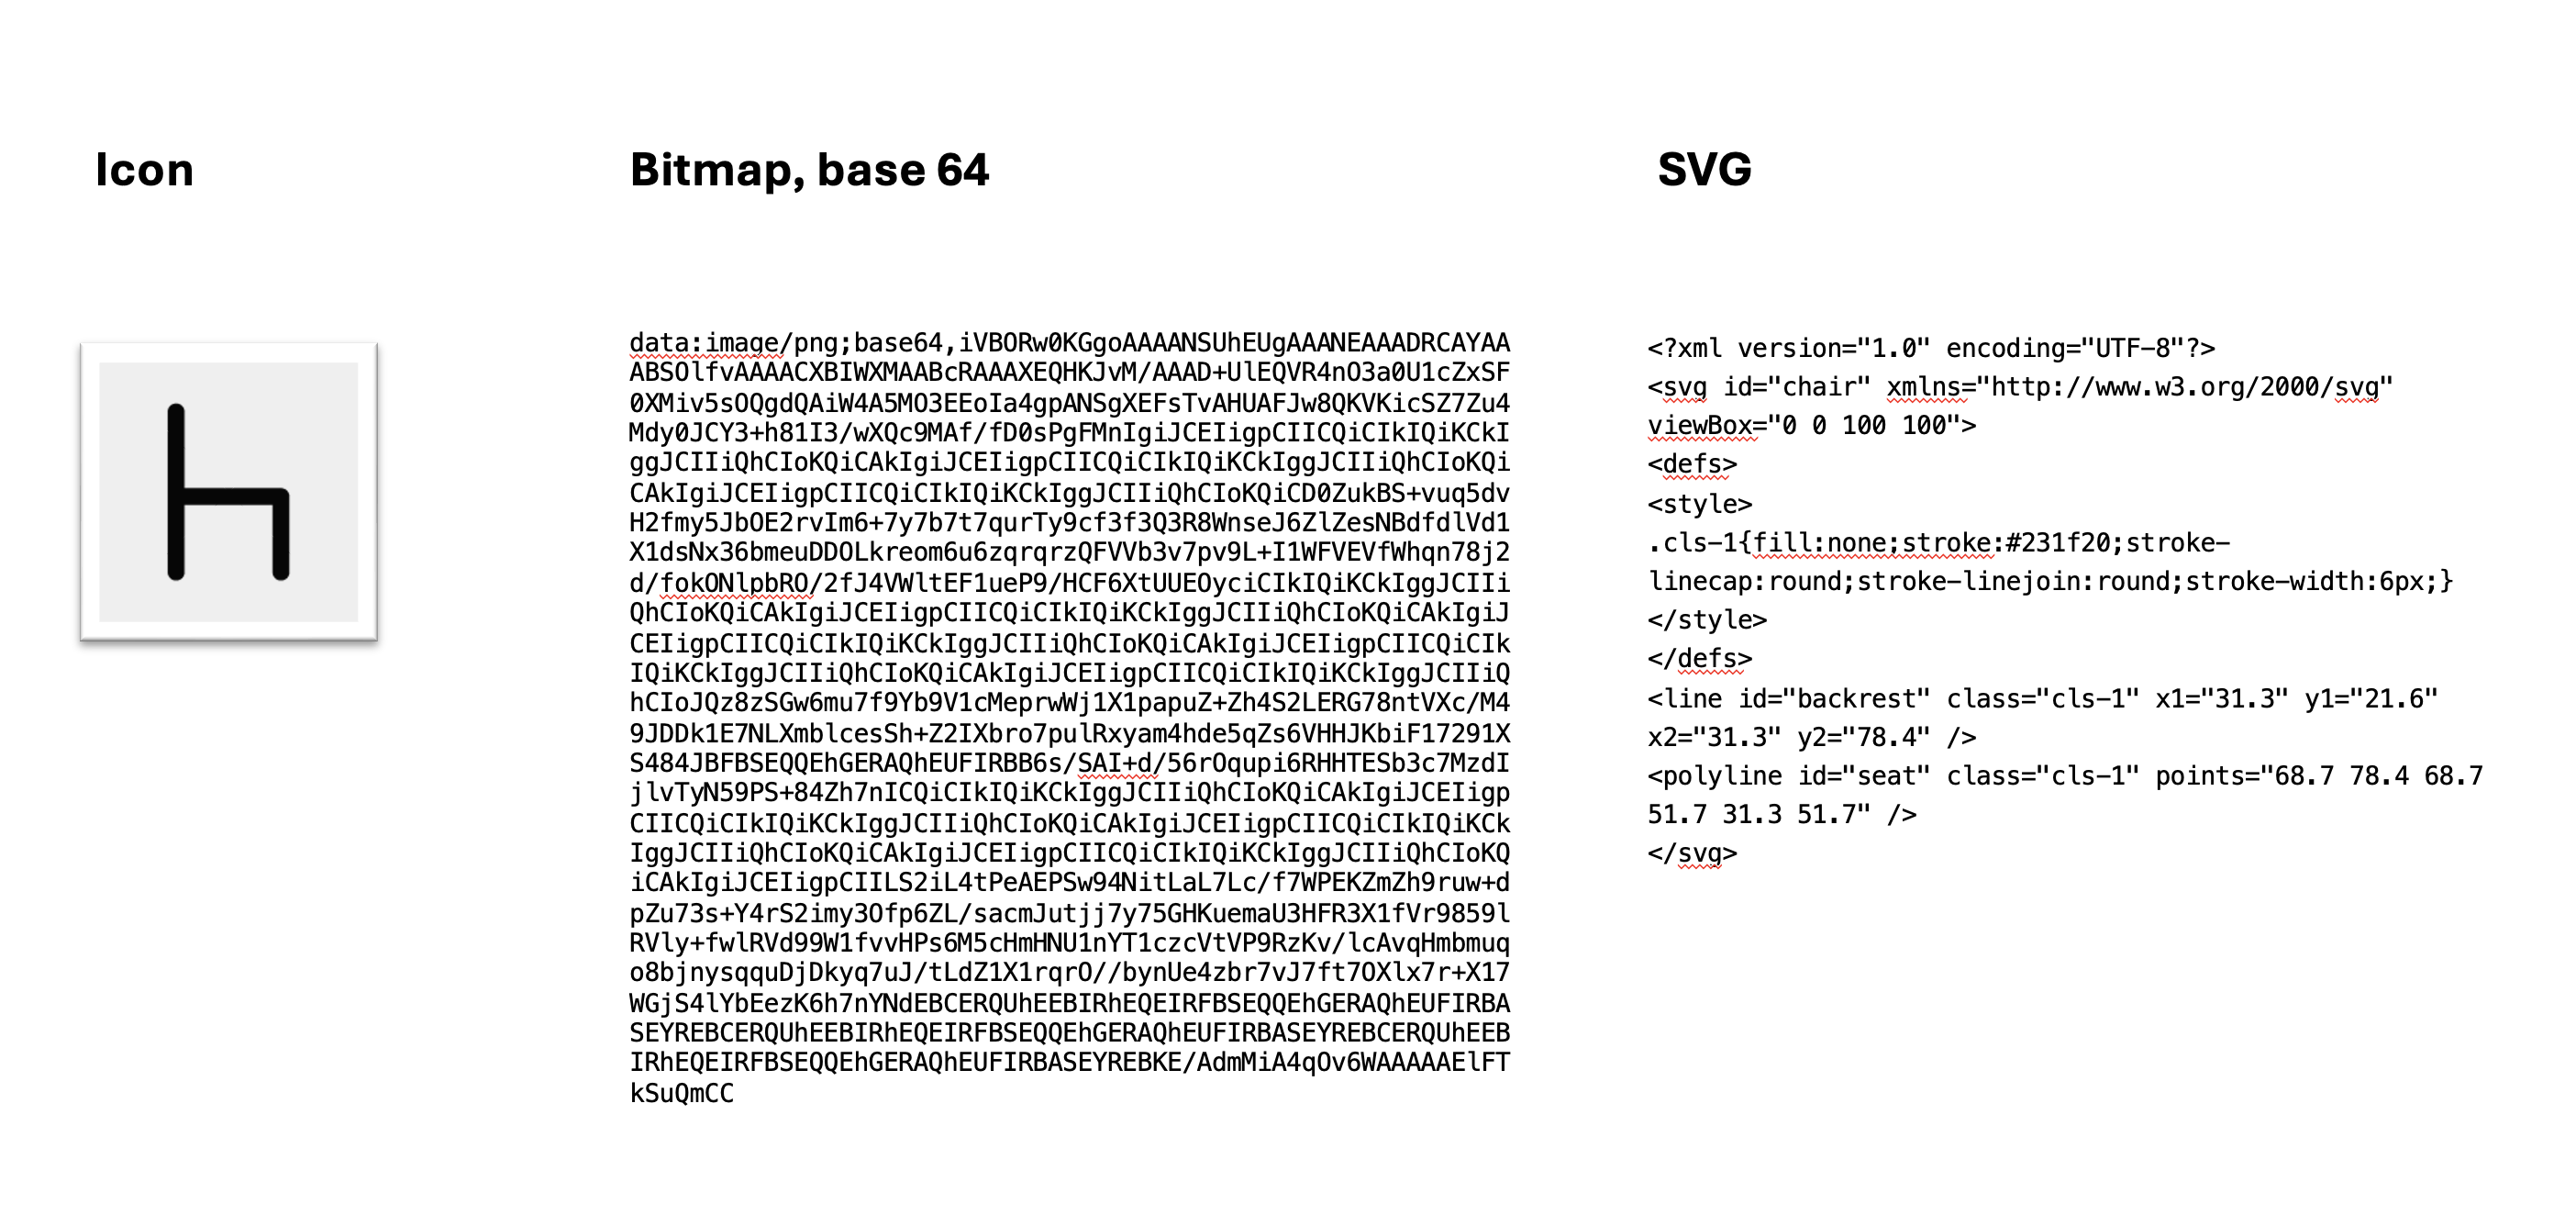 Icon
Bitmap, base 64
SVG
data:image/png;base64,iVBORw0KGgoAAAANSUhEUgAAANEAAADRCAYAA
ABSOlfvAAAACXBIWXMAABcRAAAXEQHKJvM/AAAD+UlEQVR4nO3a0U1cZxSF
0XMiv5sOQgdQAiW4A5MO3EEoIa4gpANSgXEFsTvAHUAFJw8QKVKicSZ7Zu4
Mdy0JCY3+h81I3/wXQc9MAf/fD0sPgFMnIgiJCEIigpCIICQiCIkIQiKCkI
ggJCIIiQhCIoKQiCAkIgiJCEIigpCIICQiCIkIQiKCkIggJCIIiQhCIoKQi
CAkIgiJCEIigpCIICQiCIkIQiKCkIggJCIIiQhCIoKQiCD0ZukBS+vuq5dv
H2fmy5JbOE2rvIm6+7y7b7t7qurTy9cf3f3Q3R8WnseJ6ZlZesNBdfdlVd1
X1dsNx36bmeuDDOLkreom6u6zqrqrzQFVVb3v7pv9L+I1WFVEVfWhqn78j2
d/fokONlpbRO/2fJ4VWltEF1ueP9/HCF6XtUUEOyciCIkIQiKCkIggJCIIi
QhCIoKQiCAkIgiJCEIigpCIICQiCIkIQiKCkIggJCIIiQhCIoKQiCAkIgiJ
CEIigpCIICQiCIkIQiKCkIggJCIIiQhCIoKQiCAkIgiJCEIigpCIICQiCIk
IQiKCkIggJCIIiQhCIoKQiCAkIgiJCEIigpCIICQiCIkIQiKCkIggJCIIiQ
hCIoJQz8zSGw6mu7f9Yb9V1cMeprwWj1X1papuZ+Zh4S2LERG78ntVXc/M4
9JDDk1E7NLXmblcesSh+Z2IXbro7pulRxyyam4hde5qZs6VHHJKbiF17291X
S484JBFBSEQQEhGERAQhEUFIRBB6s/SAI+d/56rOqupi6RHHTESb3c7MzdI
jlvTyN59PS+84Zh7nICQiCIkIQiKCkIggJCIIiQhCIoKQiCAkIgiJCEIigp
CIICQiCIkIQiKCkIggJCIIiQhCIoKQiCAkIgiJCEIigpCIICQiCIkIQiKCk
IggJCIIiQhCIoKQiCAkIgiJCEIigpCIICQiCIkIQiKCkIggJCIIiQhCIoKQ
iCAkIgiJCEIigpCIILS2iL4tPeAEPSw94NitLaL7Lc/f7WPEKZmZh9ruw+d
pZu73s+Y4rS2imy3Ofp6ZL/sacmJutjj7y75GHKuemaU3HFR3X1fVr9859l
RVly+fwlRVd99W1fvvHPs6M5cHmHNU1nYT1czcVtVP9RzKv/lcAvqHmbmuq
o8bjnysqquDjDkyq7uJ/tLdZ1X1rqrO//bynUe4zbr7vJ7ft7OXlx7r+X17
WGjS4lYbEezK6h7nYNdEBCERQUhEEBIRhEQEIRFBSEQQEhGERAQhEUFIRBA
SEYREBCERQUhEEBIRhEQEIRFBSEQQEhGERAQhEUFIRBASEYREBCERQUhEEB
IRhEQEIRFBSEQQEhGERAQhEUFIRBASEYREBKE/AdmMiA4qOv6WAAAAAElFT
kSuQmCC
<?xml version="1.0" encoding="UTF-8"?>
<svg id="chair" xmlns="http://www.w3.org/2000/svg"
viewBox="0 0 100 100">
<defs>
<style>
.cls-1{fill:none;stroke:#231f20;stroke-
linecap:round;stroke-linejoin:round;stroke-width:6px;}
</style>
</defs>
<line id="backrest" class="cls-1" x1="31.3" y1="21.6"
x2="31.3" y2="78.4" />
<polyline id="seat" class="cls-1" points="68.7 78.4 68.7
51.7 31.3 51.7" />
</svg>